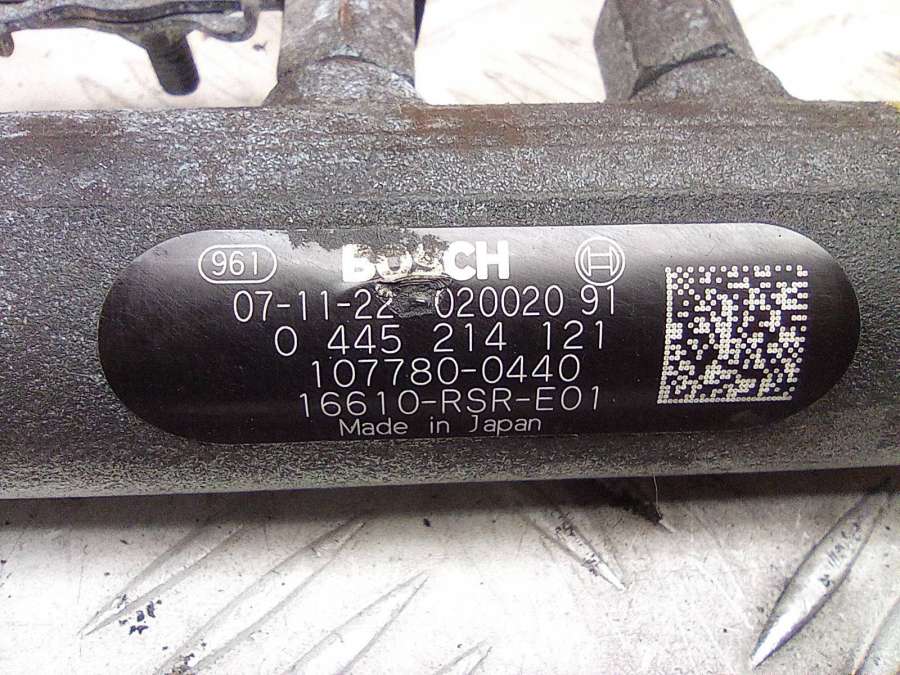 961 BOSCH
07-11-22 020020 91
0 445 214 121
107780-0440
16610-RSR-E01
Made in Japan